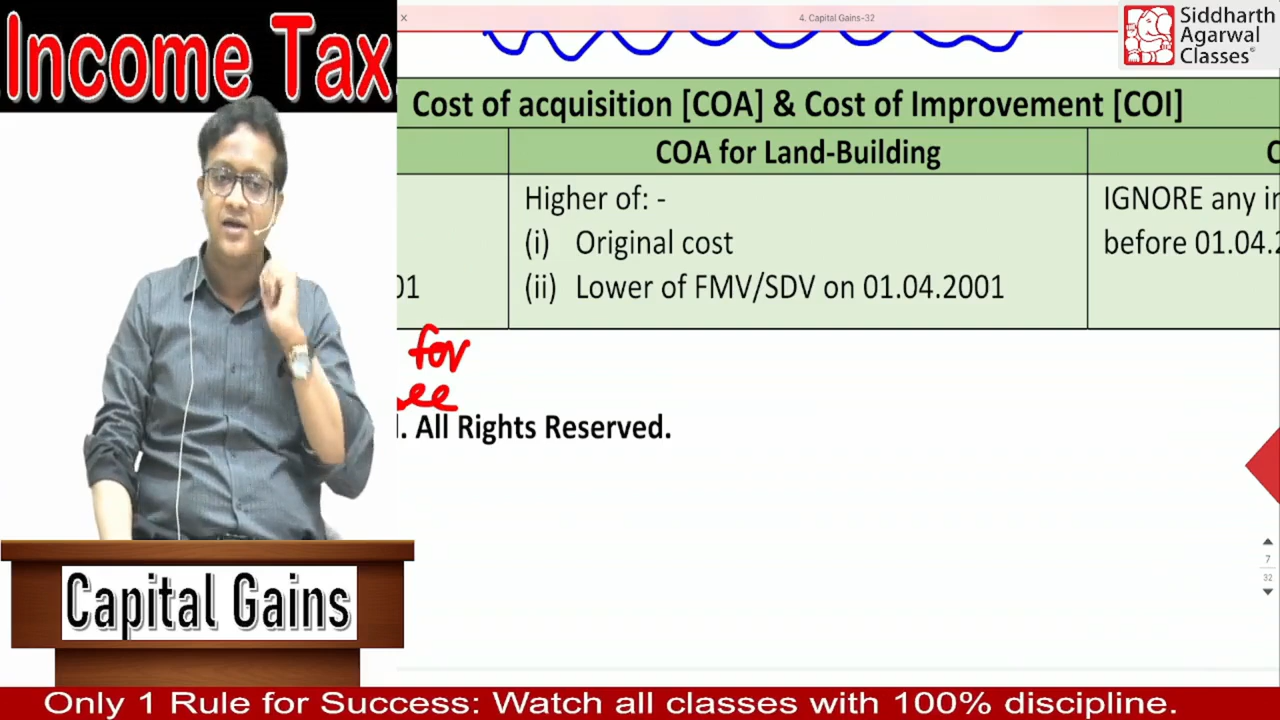 Income Tax
4. Capital Gains-32
Siddharth
Agarwal
Classes
Cost of acquisition [COA] & Cost of Improvement [COI]
COA for Land-Building
Higher of: -
(i) Original cost
(ii) Lower of FMV/SDV on 01.04.2001
IGNORE any
before 01.04.
01
for
. All Rights Reserved.
7
32
Capital Gains
Only 1 Rule for Success: Watch all classes with 100% discipline.